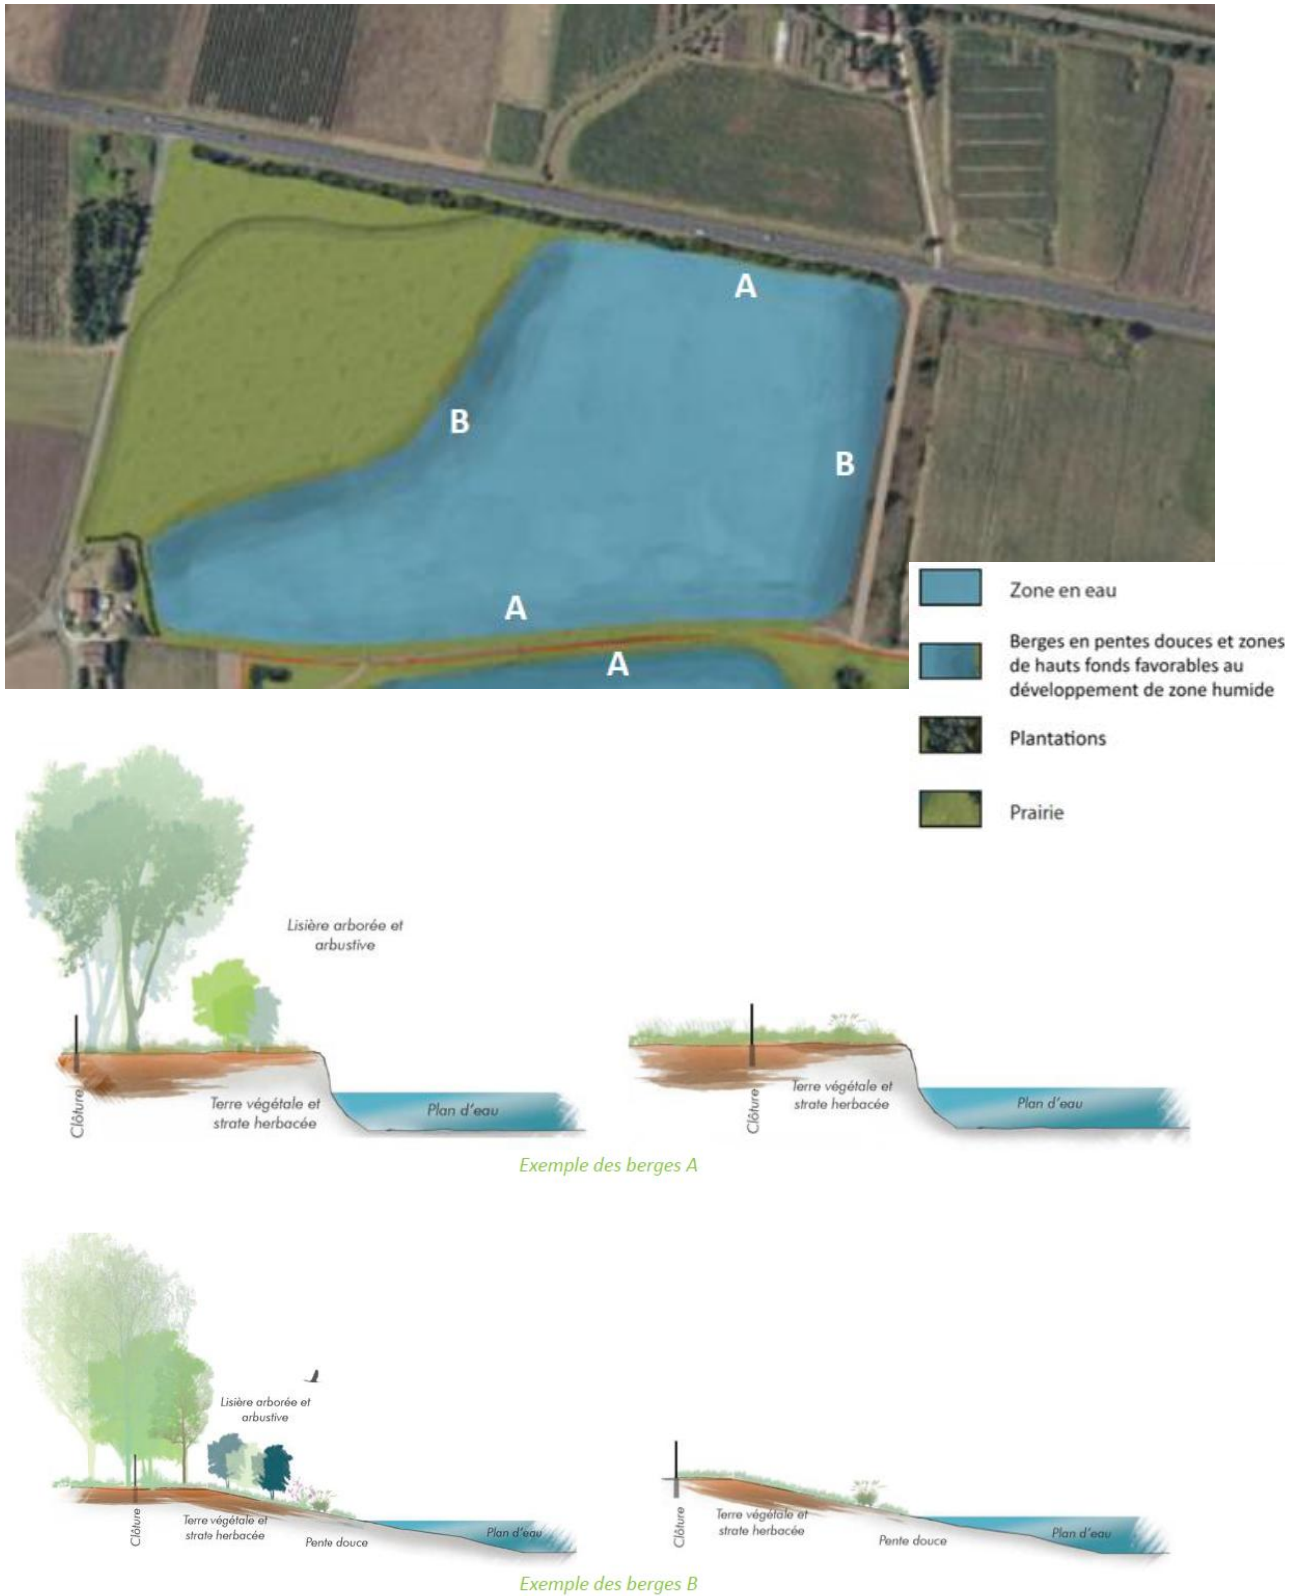 A
B
B
A
A
Zone en eau
Berges en pentes douces et zones
de hauts fonds favorables au
développement de zone humide
Plantations
Prairie
Lisière arborée et
arbustive
Clôture
Terre végétale et
strate herbacée
Plan d'eau
Clôture
Terre végétale et
strate herbacée
Plan d'eau
Exemple des berges A
Lisière arborée et
arbustive
Clôture
Terre végétale et
strate herbacée
Pente douce
Plan d'eau
Clôture
Terre végétale et
strate herbacée
Pente douce
Plan d'eau
Exemple des berges B